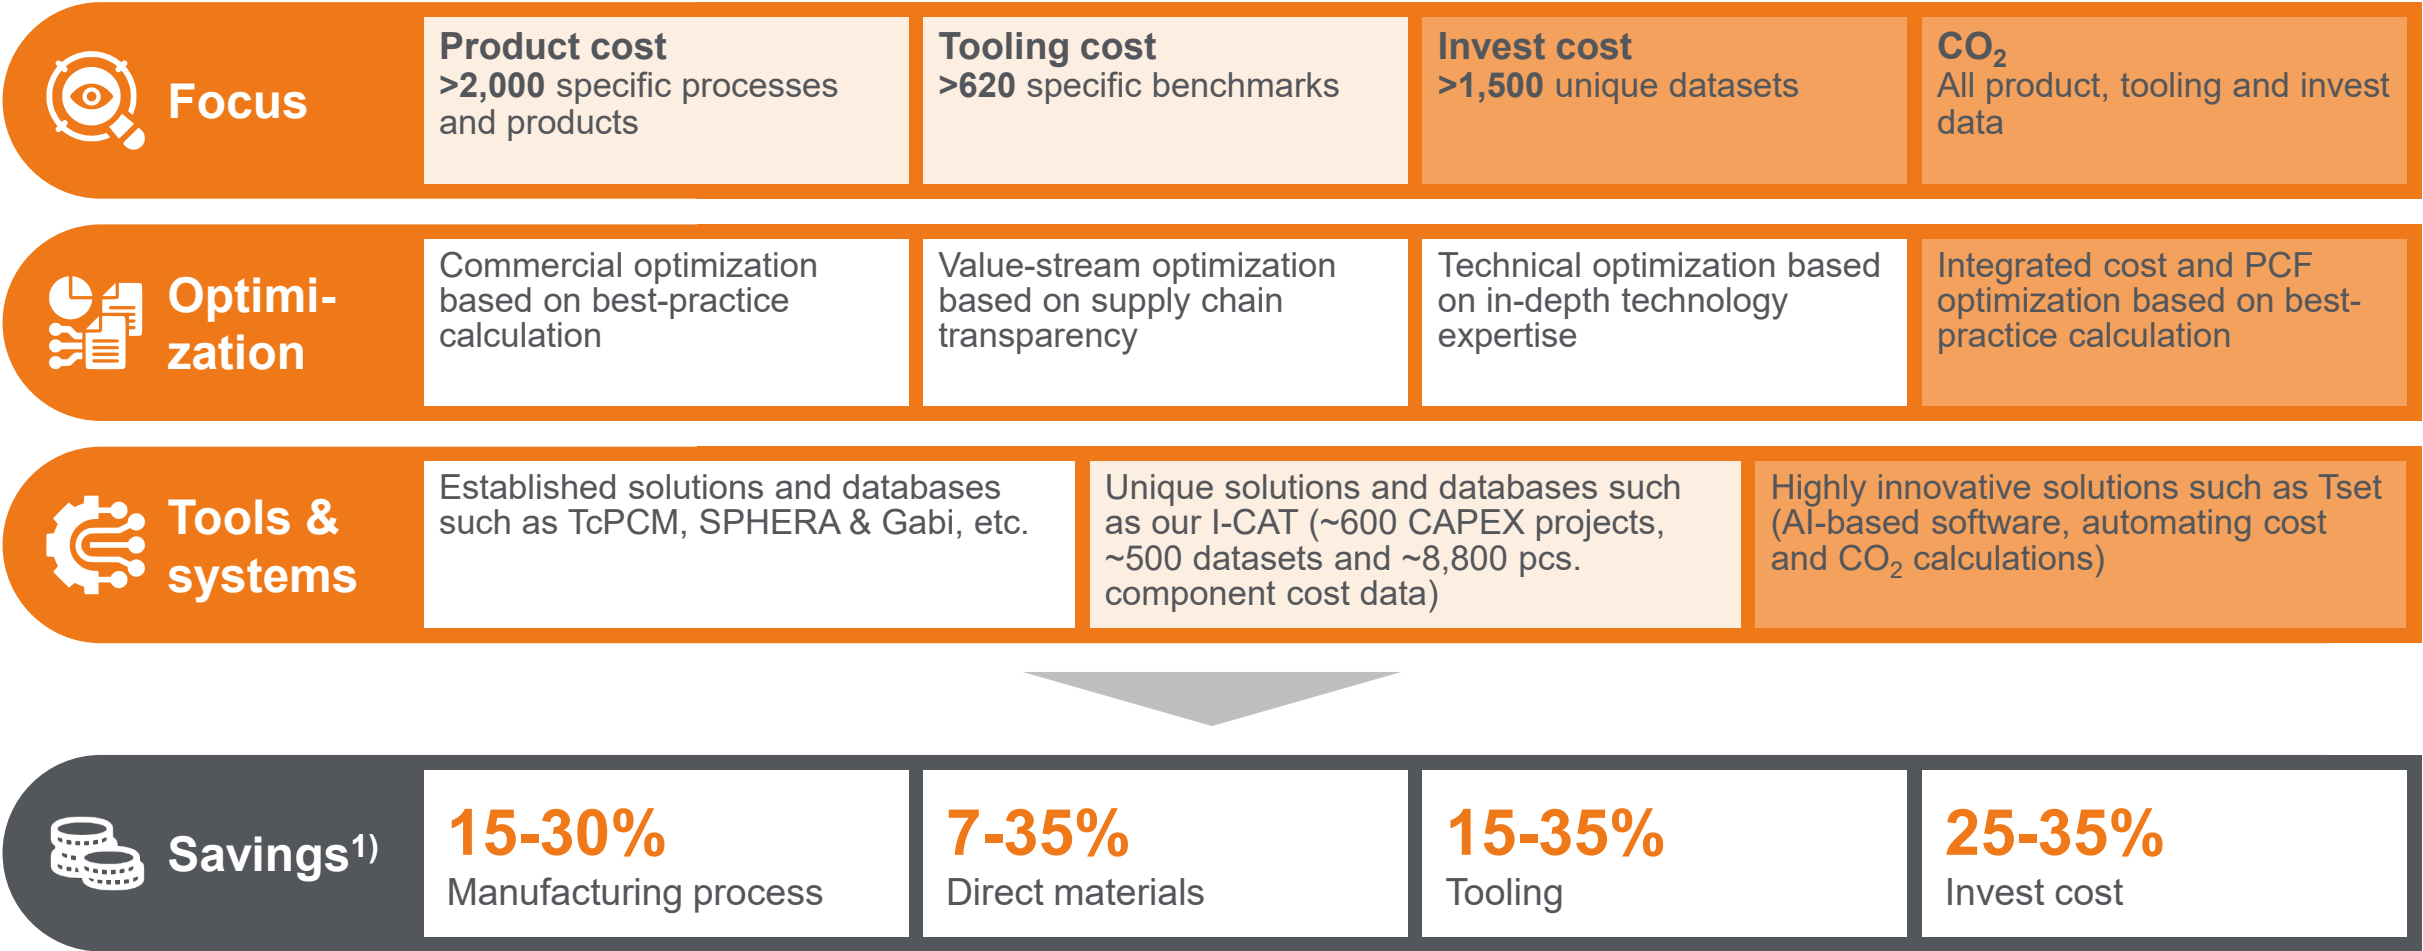 Focus
Product cost
>2,000 specific processes
and products
Tooling cost
>620 specific benchmarks
Invest cost
>1,500 unique datasets
CO₂
All product, tooling and invest
data
Optimi-
zation
Commercial optimization
based on best-practice
calculation
Value-stream optimization
based on supply chain
transparency
Technical optimization based
on in-depth technology
expertise
Integrated cost and PCF
optimization based on best-
practice calculation
Tools &
systems
Established solutions and databases
such as TcPCM, SPHERA & Gabi, etc.
Unique solutions and databases such
as our I-CAT (~600 CAPEX projects,
~500 datasets and ~8,800 pcs.
component cost data)
Highly innovative solutions such as Tset
(AI-based software, automating cost
and CO₂ calculations)
Savings¹⁾
15-30%
Manufacturing process
7-35%
Direct materials
15-35%
Tooling
25-35%
Invest cost